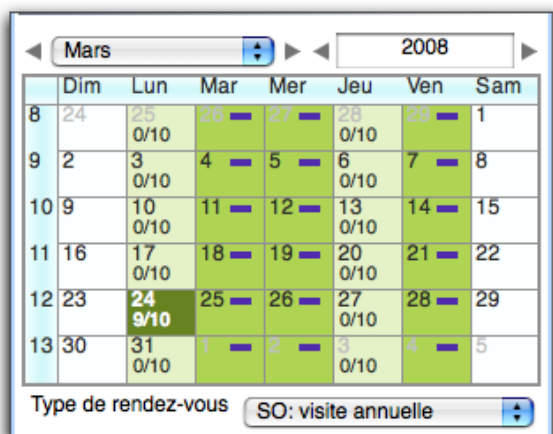 Mars 2008
Dim Lun Mar Mer Jeu Ven Sam
8 24 25 26 27 28 29 1
0/10 0/10
9 2 3 4 5 6 7 8
0/10 0/10
10 9 10 11 12 13 14 15
0/10 0/10
11 16 17 18 19 20 21 22
0/10 0/10
12 23 24 25 26 27 28 29
9/10 0/10
13 30 31 1 2 3 4 5
0/10 0/10
Type de rendez-vous SO: visite annuelle